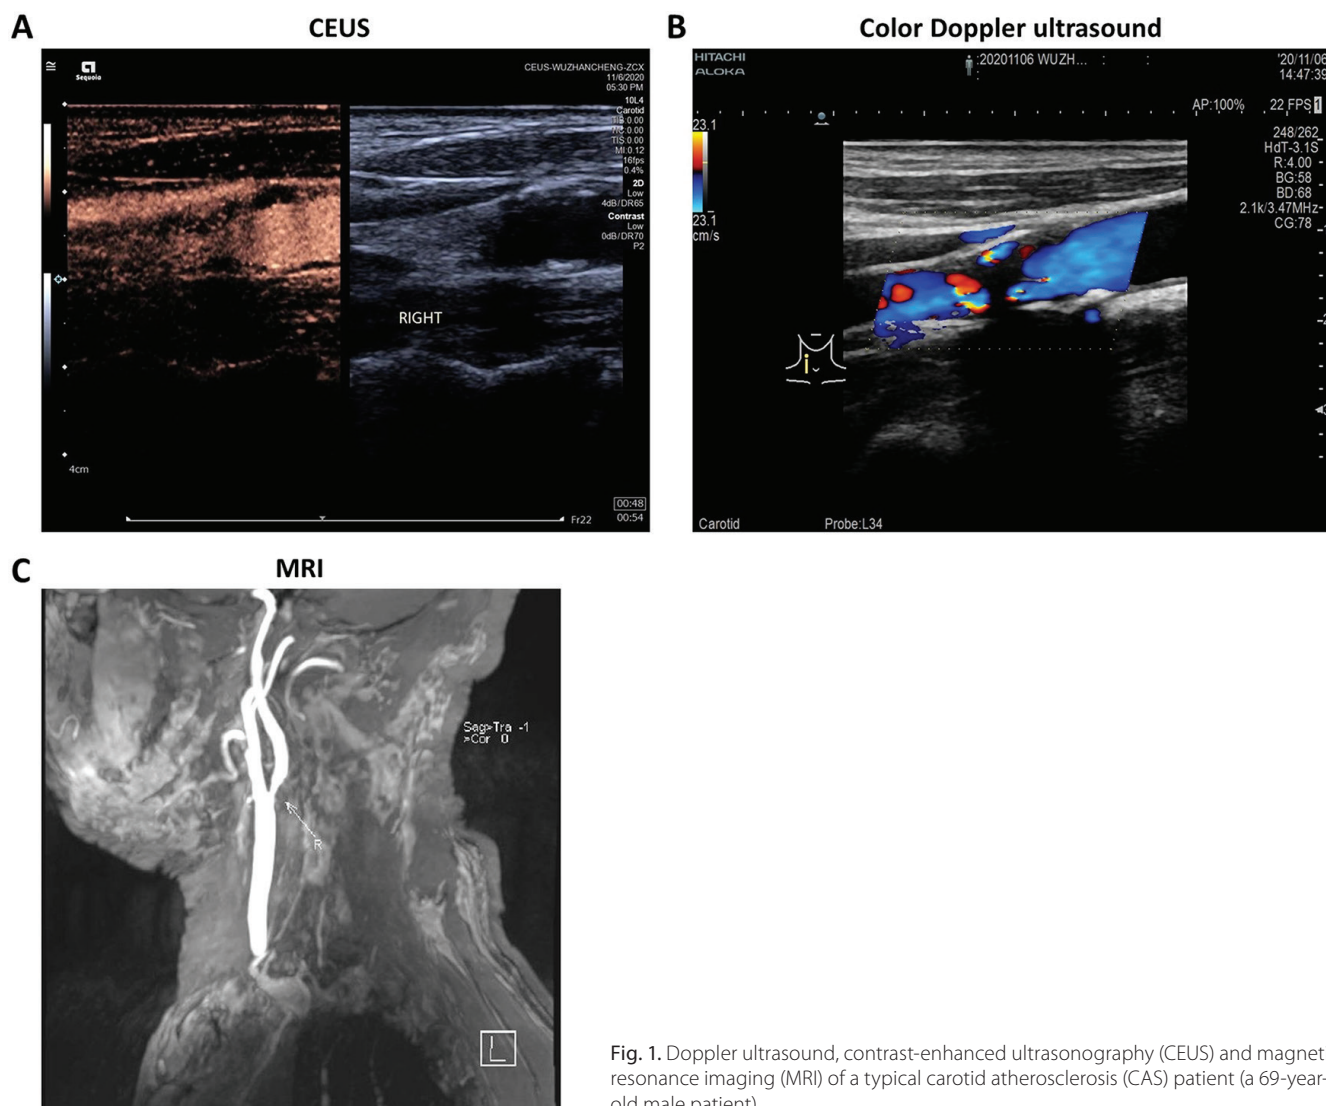 A
CEUS
Sequoia
CEUS-WUZHANCHENG-ZCX
11/6/2020
05:30 PM
10L4
Carotid
TIB:0.00
TIC:0.00
TIS:0.00
MI:0.12
16fps
0.4%
2D
Low
4dB/DR65
Contrast
Low
0dB/DR70
P2
RIGHT
4cm
00:48
Fr22
00:54
B
Color Doppler ultrasound
HITACHI
ALOKA
:20201106 WUZH... : :
:
'20/11/06
14:47:39
AP:100% 22 FPS 1
23.1
23.1
cm/s
248/262
HdT-3.1S
R:4.00
BG:58
BD:68
2.1k/3.47MHz
CG:78
i
Carotid Probe:L34
C
MRI
Sag>Tra -1
>Cor 0
R
L
Fig. 1. Doppler ultrasound, contrast-enhanced ultrasonography (CEUS) and magnet
resonance imaging (MRI) of a typical carotid atherosclerosis (CAS) patient (a 69-year-
old male patient)